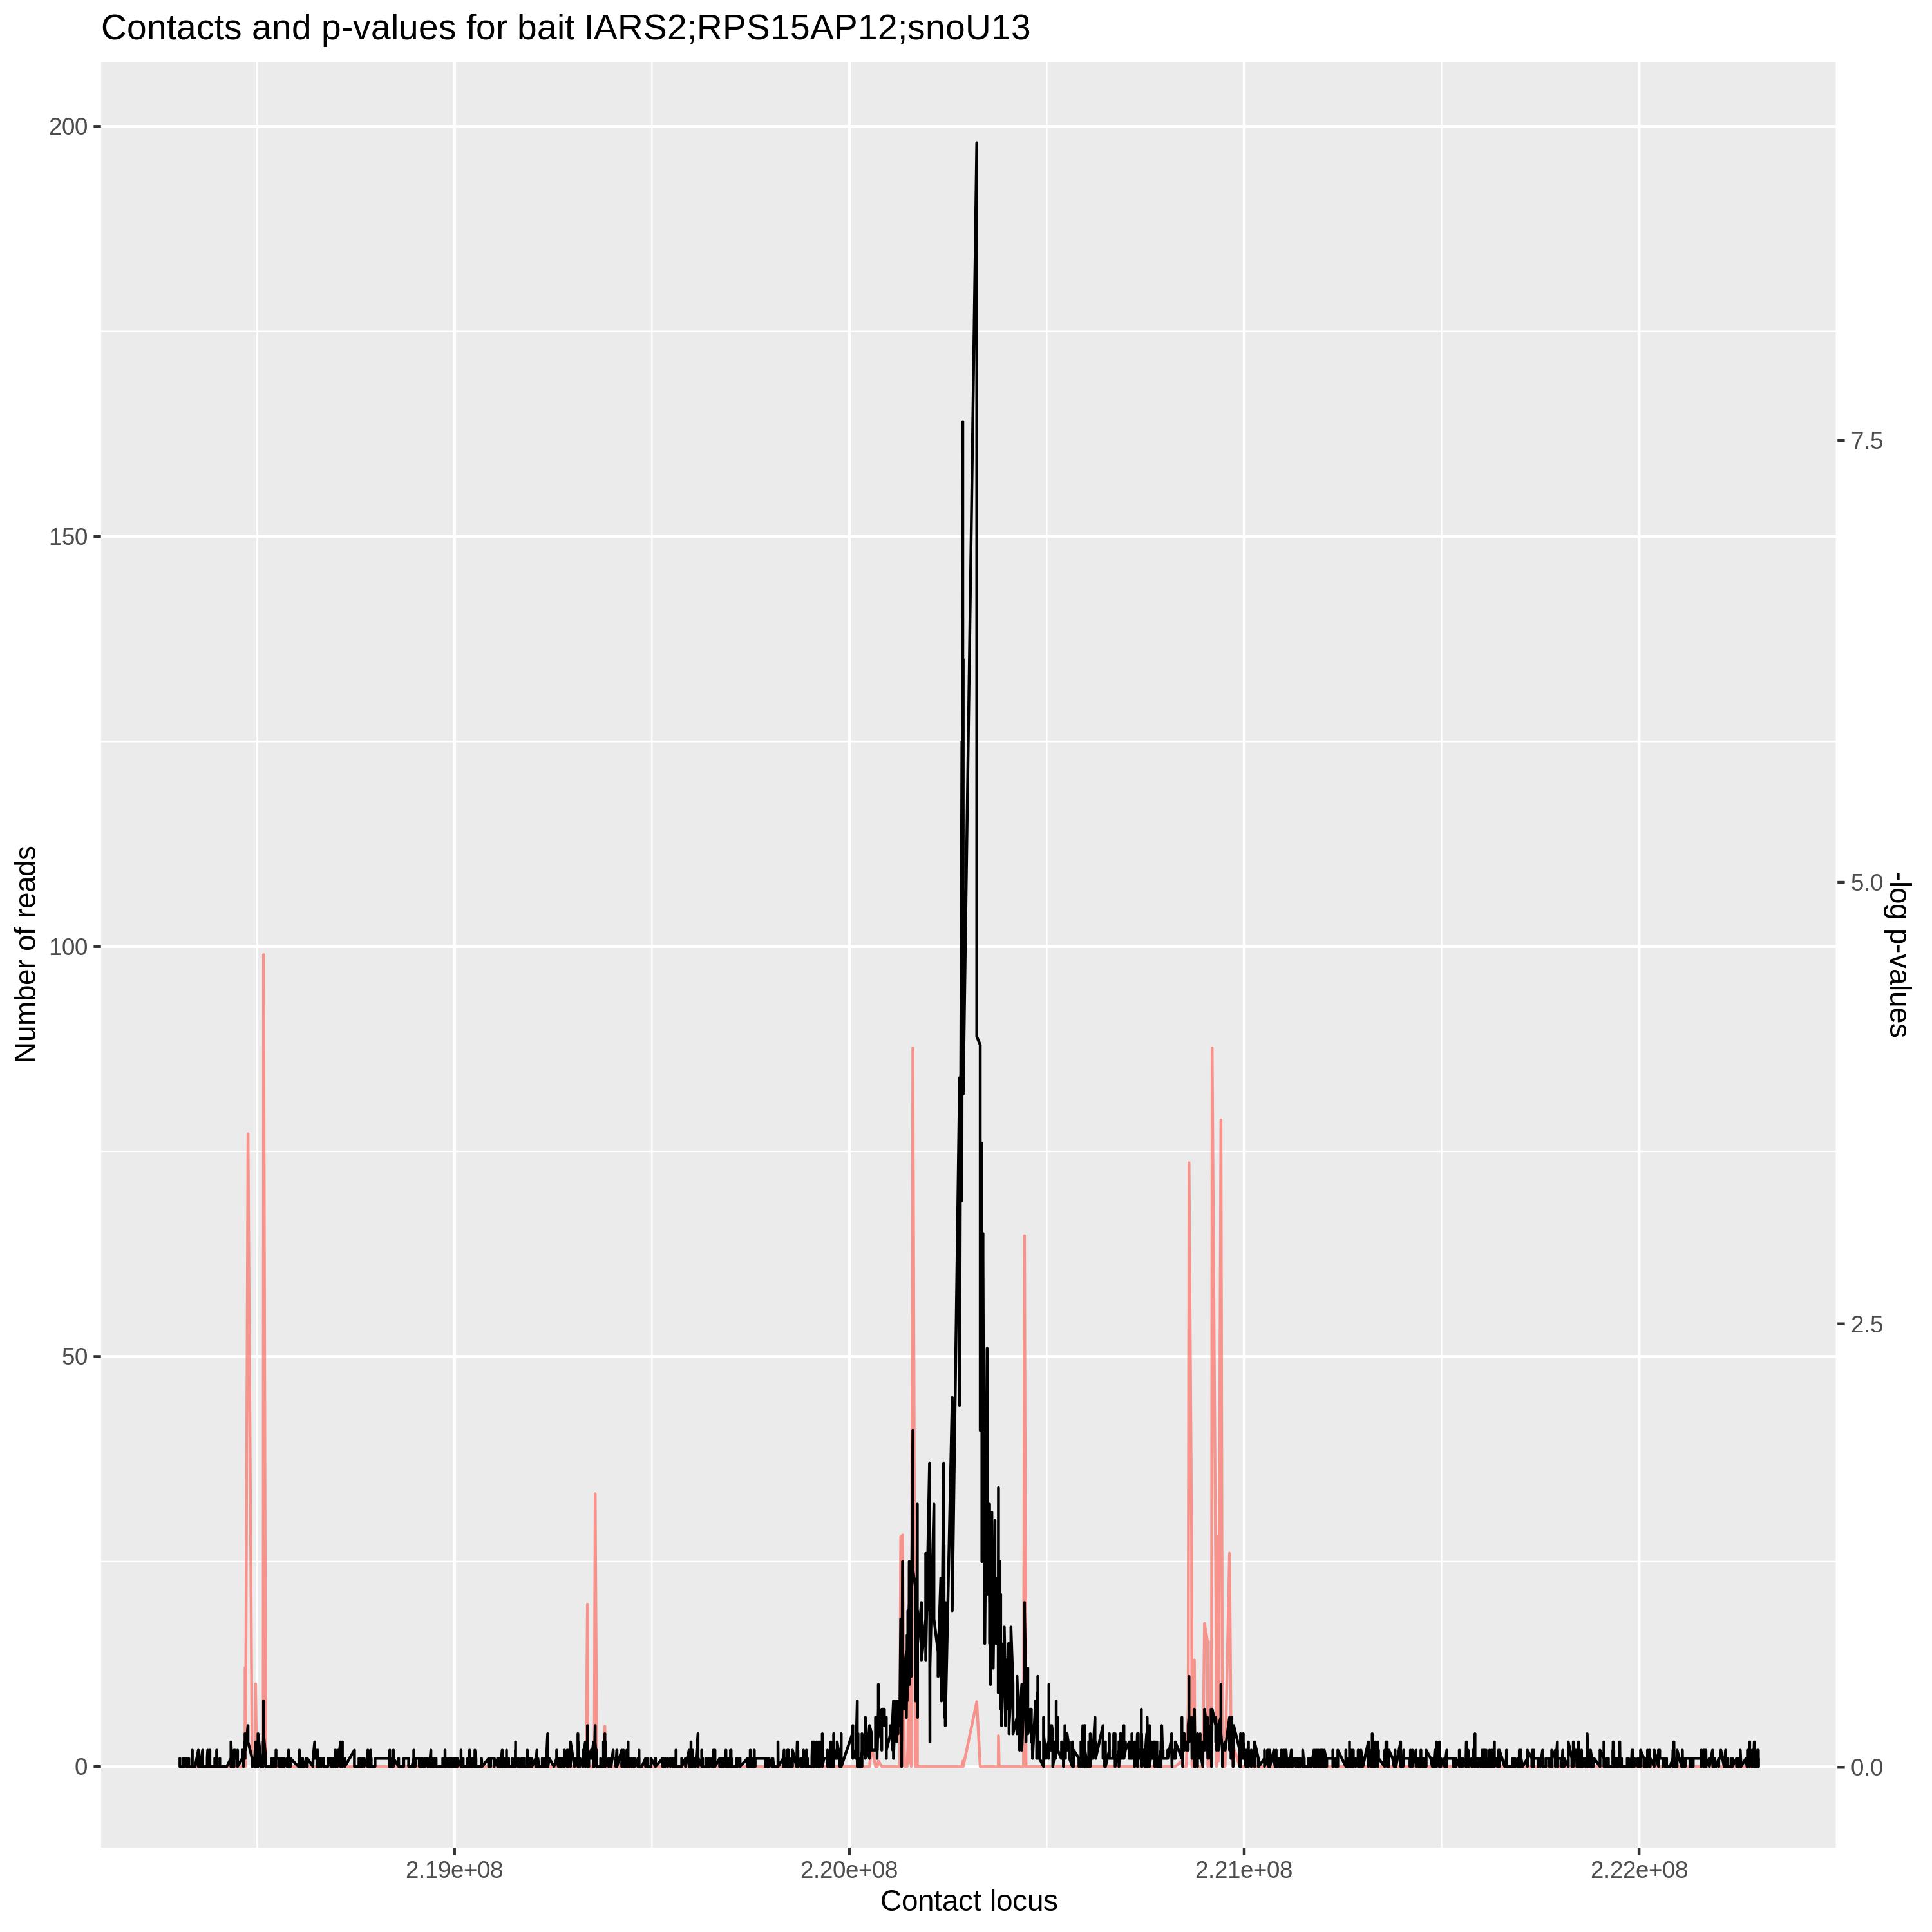 Contacts and p-values for bait IARS2;RPS15AP12;snoU13
200
150
100
50
0
Number of reads
7.5
5.0
2.5
0.0
-log p-values
2.19e+08
2.20e+08
2.21e+08
2.22e+08
Contact locus